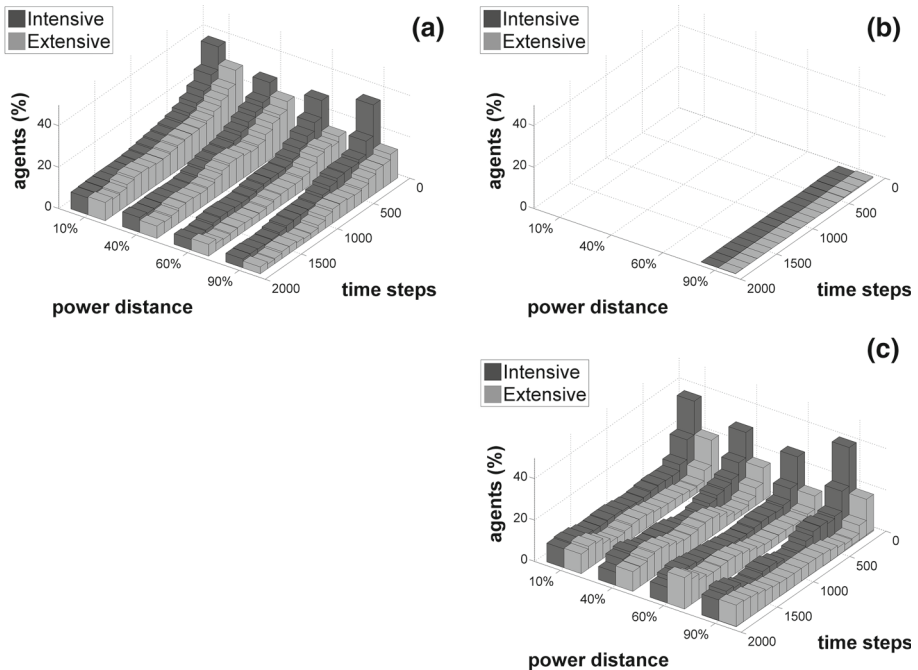 Intensive
Extensive
(a)
agents (%)
40
20
0
10%
40%
60%
90%
0
500
1000
1500
2000
power distance
time steps
Intensive
Extensive
(b)
agents (%)
40
20
0
10%
40%
60%
90%
0
500
1000
1500
2000
power distance
time steps
Intensive
Extensive
(c)
agents (%)
40
20
0
10%
40%
60%
90%
0
500
1000
1500
2000
power distance
time steps